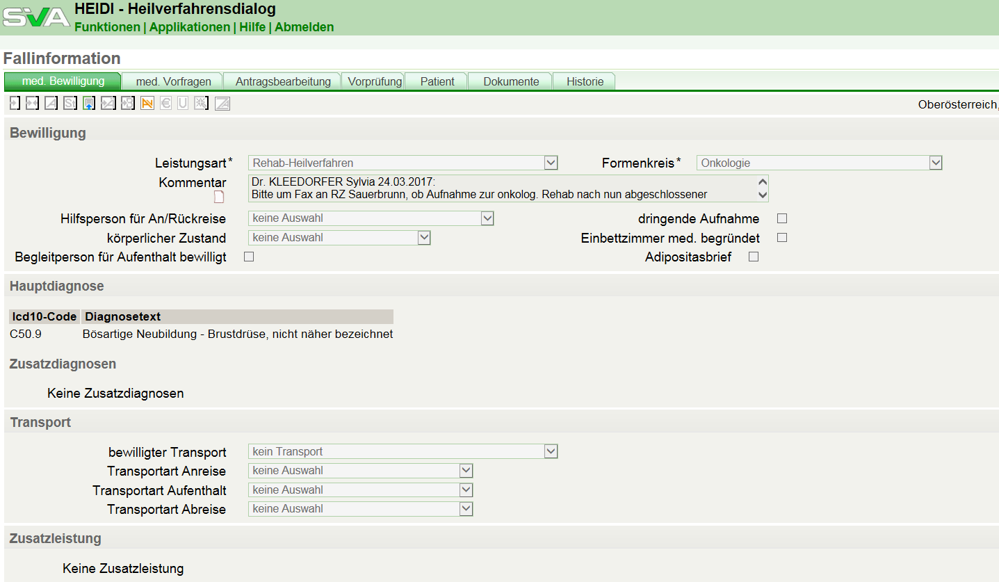 SVA
HEIDI - Heilverfahrensdialog
Funktionen | Applikationen | Hilfe | Abmelden
Fallinformation
med. Bewilligung med. Vorfragen Antragsbearbeitung Vorprüfung Patient Dokumente Historie
Oberösterreich,
Bewilligung
Leistungsart* Rehab-Heilverfahren Formenkreis* Onkologie
Kommentar Dr. KLEEDORFER Sylvia 24.03.2017:
Bitte um Fax an RZ Sauerbrunn, ob Aufnahme zur onkolog. Rehab nach nun abgeschlossener
Hilfsperson für An/Rückreise keine Auswahl dringende Aufnahme
körperlicher Zustand keine Auswahl Einbettzimmer med. begründet
Begleitperson für Aufenthalt bewilligt Adipositasbrief
Hauptdiagnose
Icd10-Code Diagnosetext
C50.9 Bösartige Neubildung - Brustdrüse, nicht näher bezeichnet
Zusatzdiagnosen
Keine Zusatzdiagnosen
Transport
bewilligter Transport kein Transport
Transportart Anreise keine Auswahl
Transportart Aufenthalt keine Auswahl
Transportart Abreise keine Auswahl
Zusatzleistung
Keine Zusatzleistung